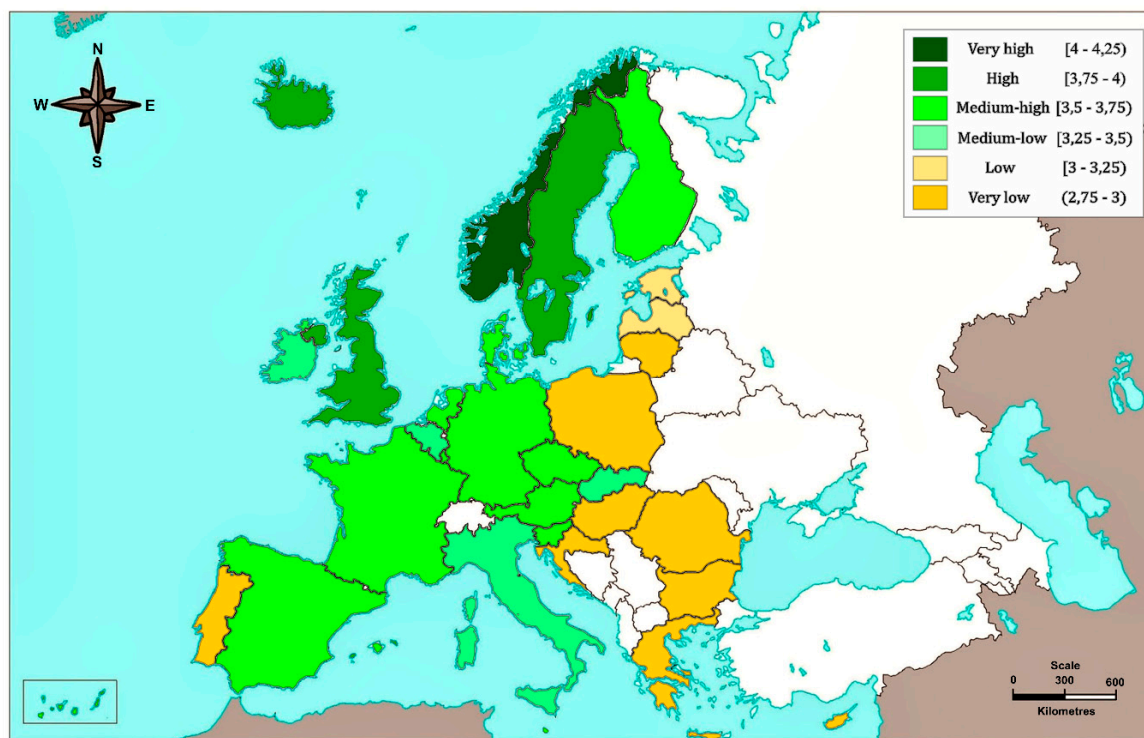 N
W E
S
Very high [4 - 4,25)
High [3,75 - 4)
Medium-high [3,5 - 3,75)
Medium-low [3,25 - 3,5)
Low [3 - 3,25)
Very low (2,75 - 3)
Scale
0 300 600
Kilometres